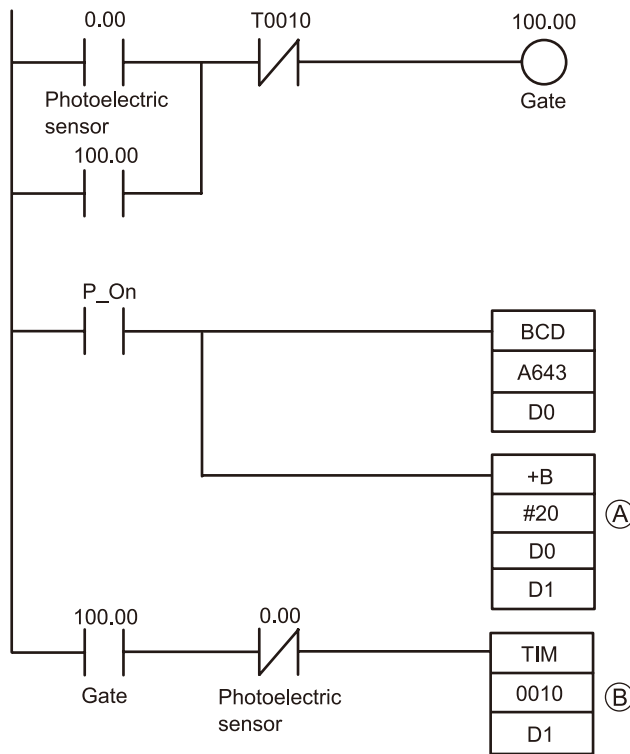 0.00
T0010
100.00
Photoelectric
sensor
Gate
100.00
P_On
BCD
A643
D0
+B
#20
D0
D1
A
100.00
0.00
Gate
Photoelectric
sensor
TIM
0010
D1
B